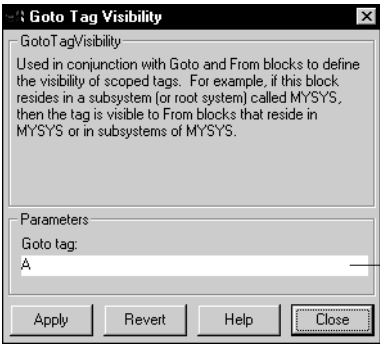 Goto Tag Visibility
GotoTagVisibility
Used in conjunction with Goto and From blocks to define
the visibility of scoped tags. For example, if this block
resides in a subsystem (or root system) called MYSYS,
then the tag is visible to From blocks that reside in
MYSYS or in subsystems of MYSYS.
Parameters
Goto tag:
A
Apply Revert Help Close